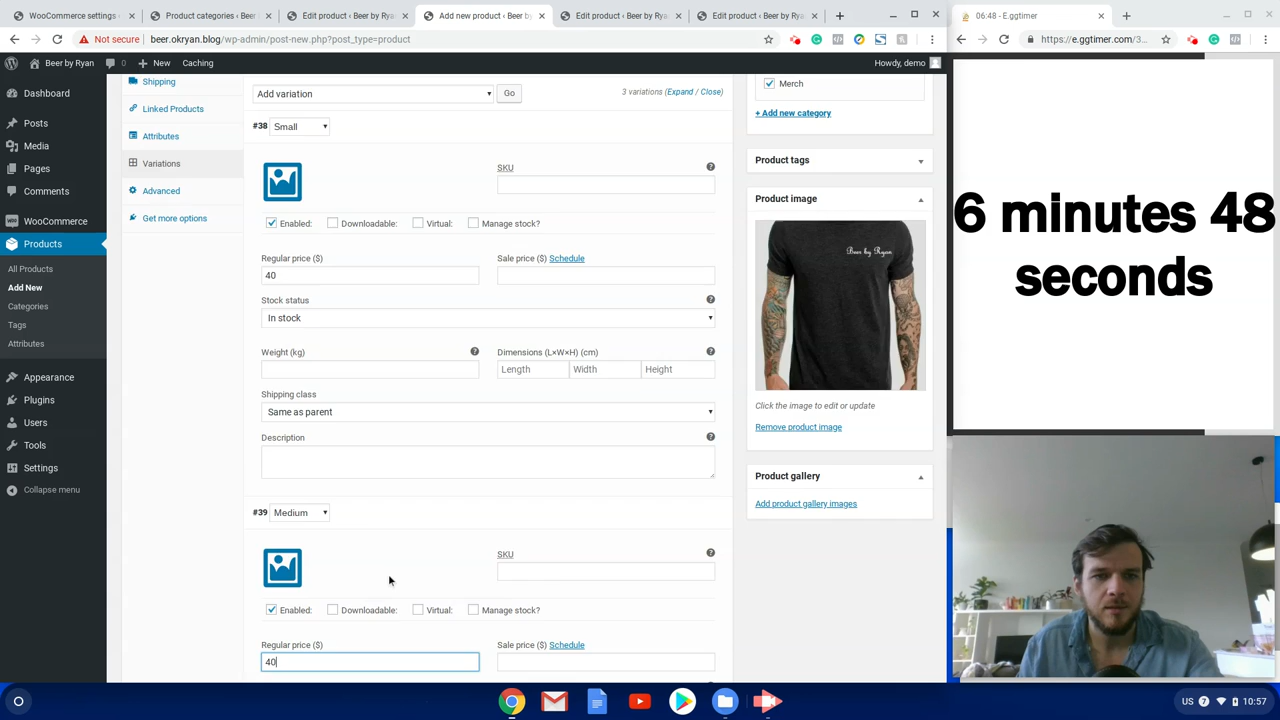 WooCommerce settings
Product categories ‹ Beer
Edit product ‹ Beer by Rya
Add new product ‹ Beer by
Edit product ‹ Beer by Rya
Edit product ‹ Beer by Rya
06:48 - E.ggtimer
Not secure
beer.okryan.blog/wp-admin/post-new.php?post_type=product
https://e.ggtimer.com/3...
Beer by Ryan
0
New
Caching
Howdy, demo
Dashboard
Posts
Media
Pages
Comments
WooCommerce
Products
All Products
Add New
Categories
Tags
Attributes
Appearance
Plugins
Users
Tools
Settings
Collapse menu
Shipping
Linked Products
Attributes
Variations
Advanced
Get more options
Add variation
Go
3 variations (Expand / Close)
#38 Small
SKU
Enabled:
Downloadable:
Virtual:
Manage stock?
Regular price ($)
Sale price ($) Schedule
40
Stock status
In stock
Weight (kg)
Dimensions (L×W×H) (cm)
Length
Width
Height
Shipping class
Same as parent
Description
#39 Medium
SKU
Enabled:
Downloadable:
Virtual:
Manage stock?
Regular price ($)
Sale price ($) Schedule
40
Merch
+ Add new category
Product tags
Product image
Beer by Ryan
Click the image to edit or update
Remove product image
Product gallery
Add product gallery images
6 minutes 48
seconds
US
7
10:57